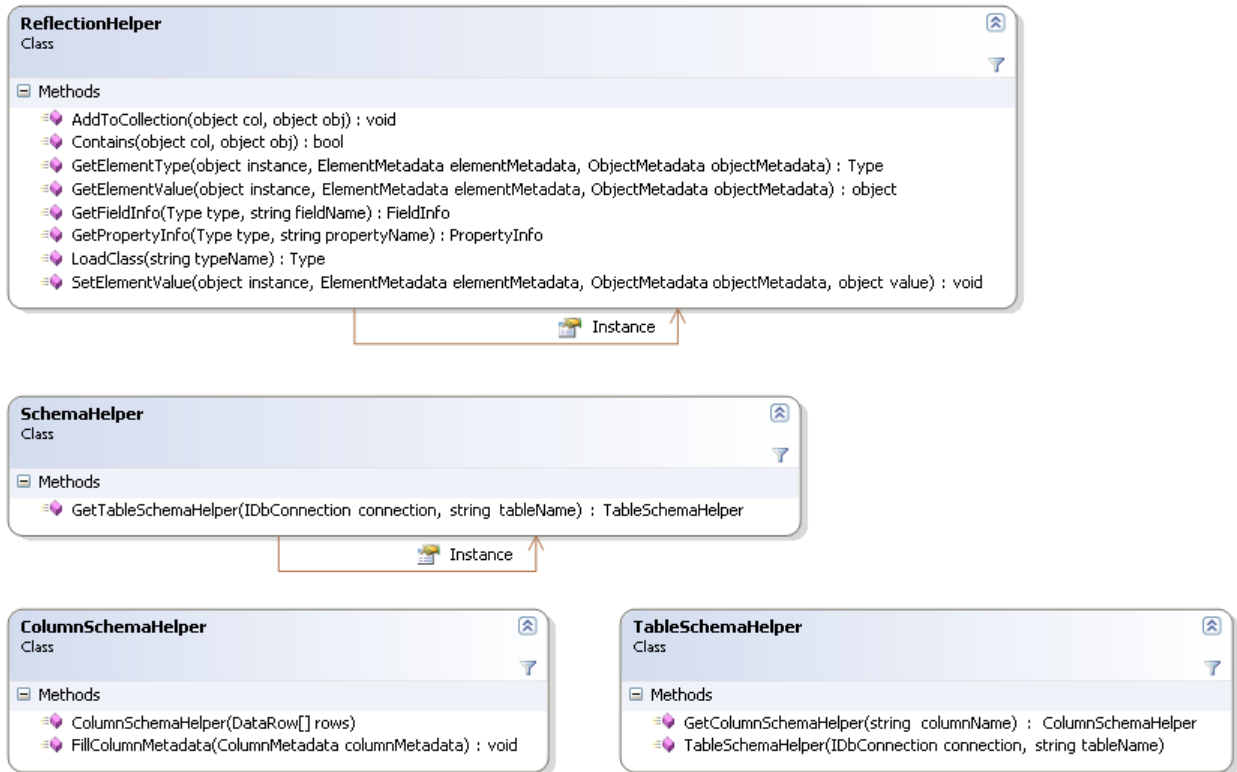 ReflectionHelper
Class
Methods
AddToCollection(object col, object obj) : void
Contains(object col, object obj) : bool
GetElementType(object instance, ElementMetadata elementMetadata, ObjectMetadata objectMetadata) : Type
GetElementValue(object instance, ElementMetadata elementMetadata, ObjectMetadata objectMetadata) : object
GetFieldInfo(Type type, string fieldName) : FieldInfo
GetPropertyInfo(Type type, string propertyName) : PropertyInfo
LoadClass(string typeName) : Type
SetElementValue(object instance, ElementMetadata elementMetadata, ObjectMetadata objectMetadata, object value) : void
Instance
SchemaHelper
Class
Methods
GetTableSchemaHelper(IDbConnection connection, string tableName) : TableSchemaHelper
Instance
ColumnSchemaHelper
Class
Methods
ColumnSchemaHelper(DataRow[] rows)
FillColumnMetadata(ColumnMetadata columnMetadata) : void
TableSchemaHelper
Class
Methods
GetColumnSchemaHelper(string columnName) : ColumnSchemaHelper
TableSchemaHelper(IDbConnection connection, string tableName)